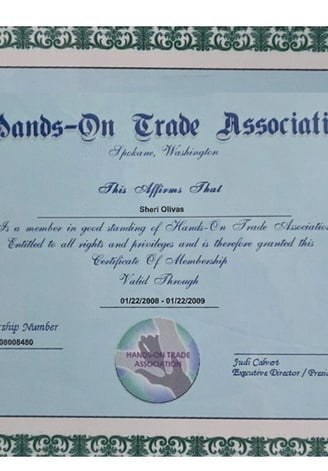 Hands-On Trade Associati
Spokane, Washington
This Affirms That
Sheri Olivas
Is a member in good standing of Hands-On Trade Association
Entitled to all rights and privileges and is therefore granted this
Certificate Of Membership
Valid Through
01/22/2008 - 01/22/2009
rship Number
08008480
HANDS-ON TRADE
ASSOCIATION
Judi Calvert
Executive Director / Presi